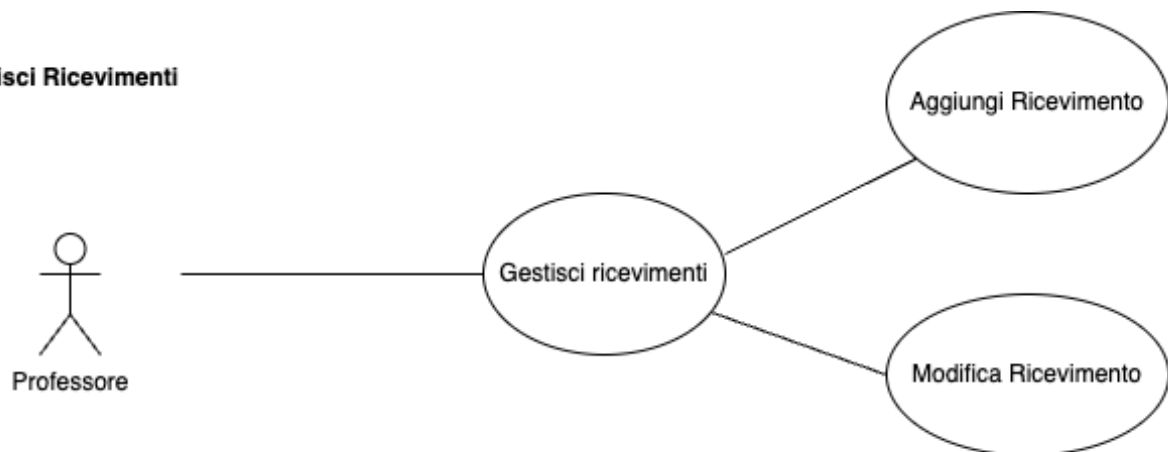 isci Ricevimenti
Aggiungi Ricevimento
Gestisci ricevimenti
Modifica Ricevimento
Professore